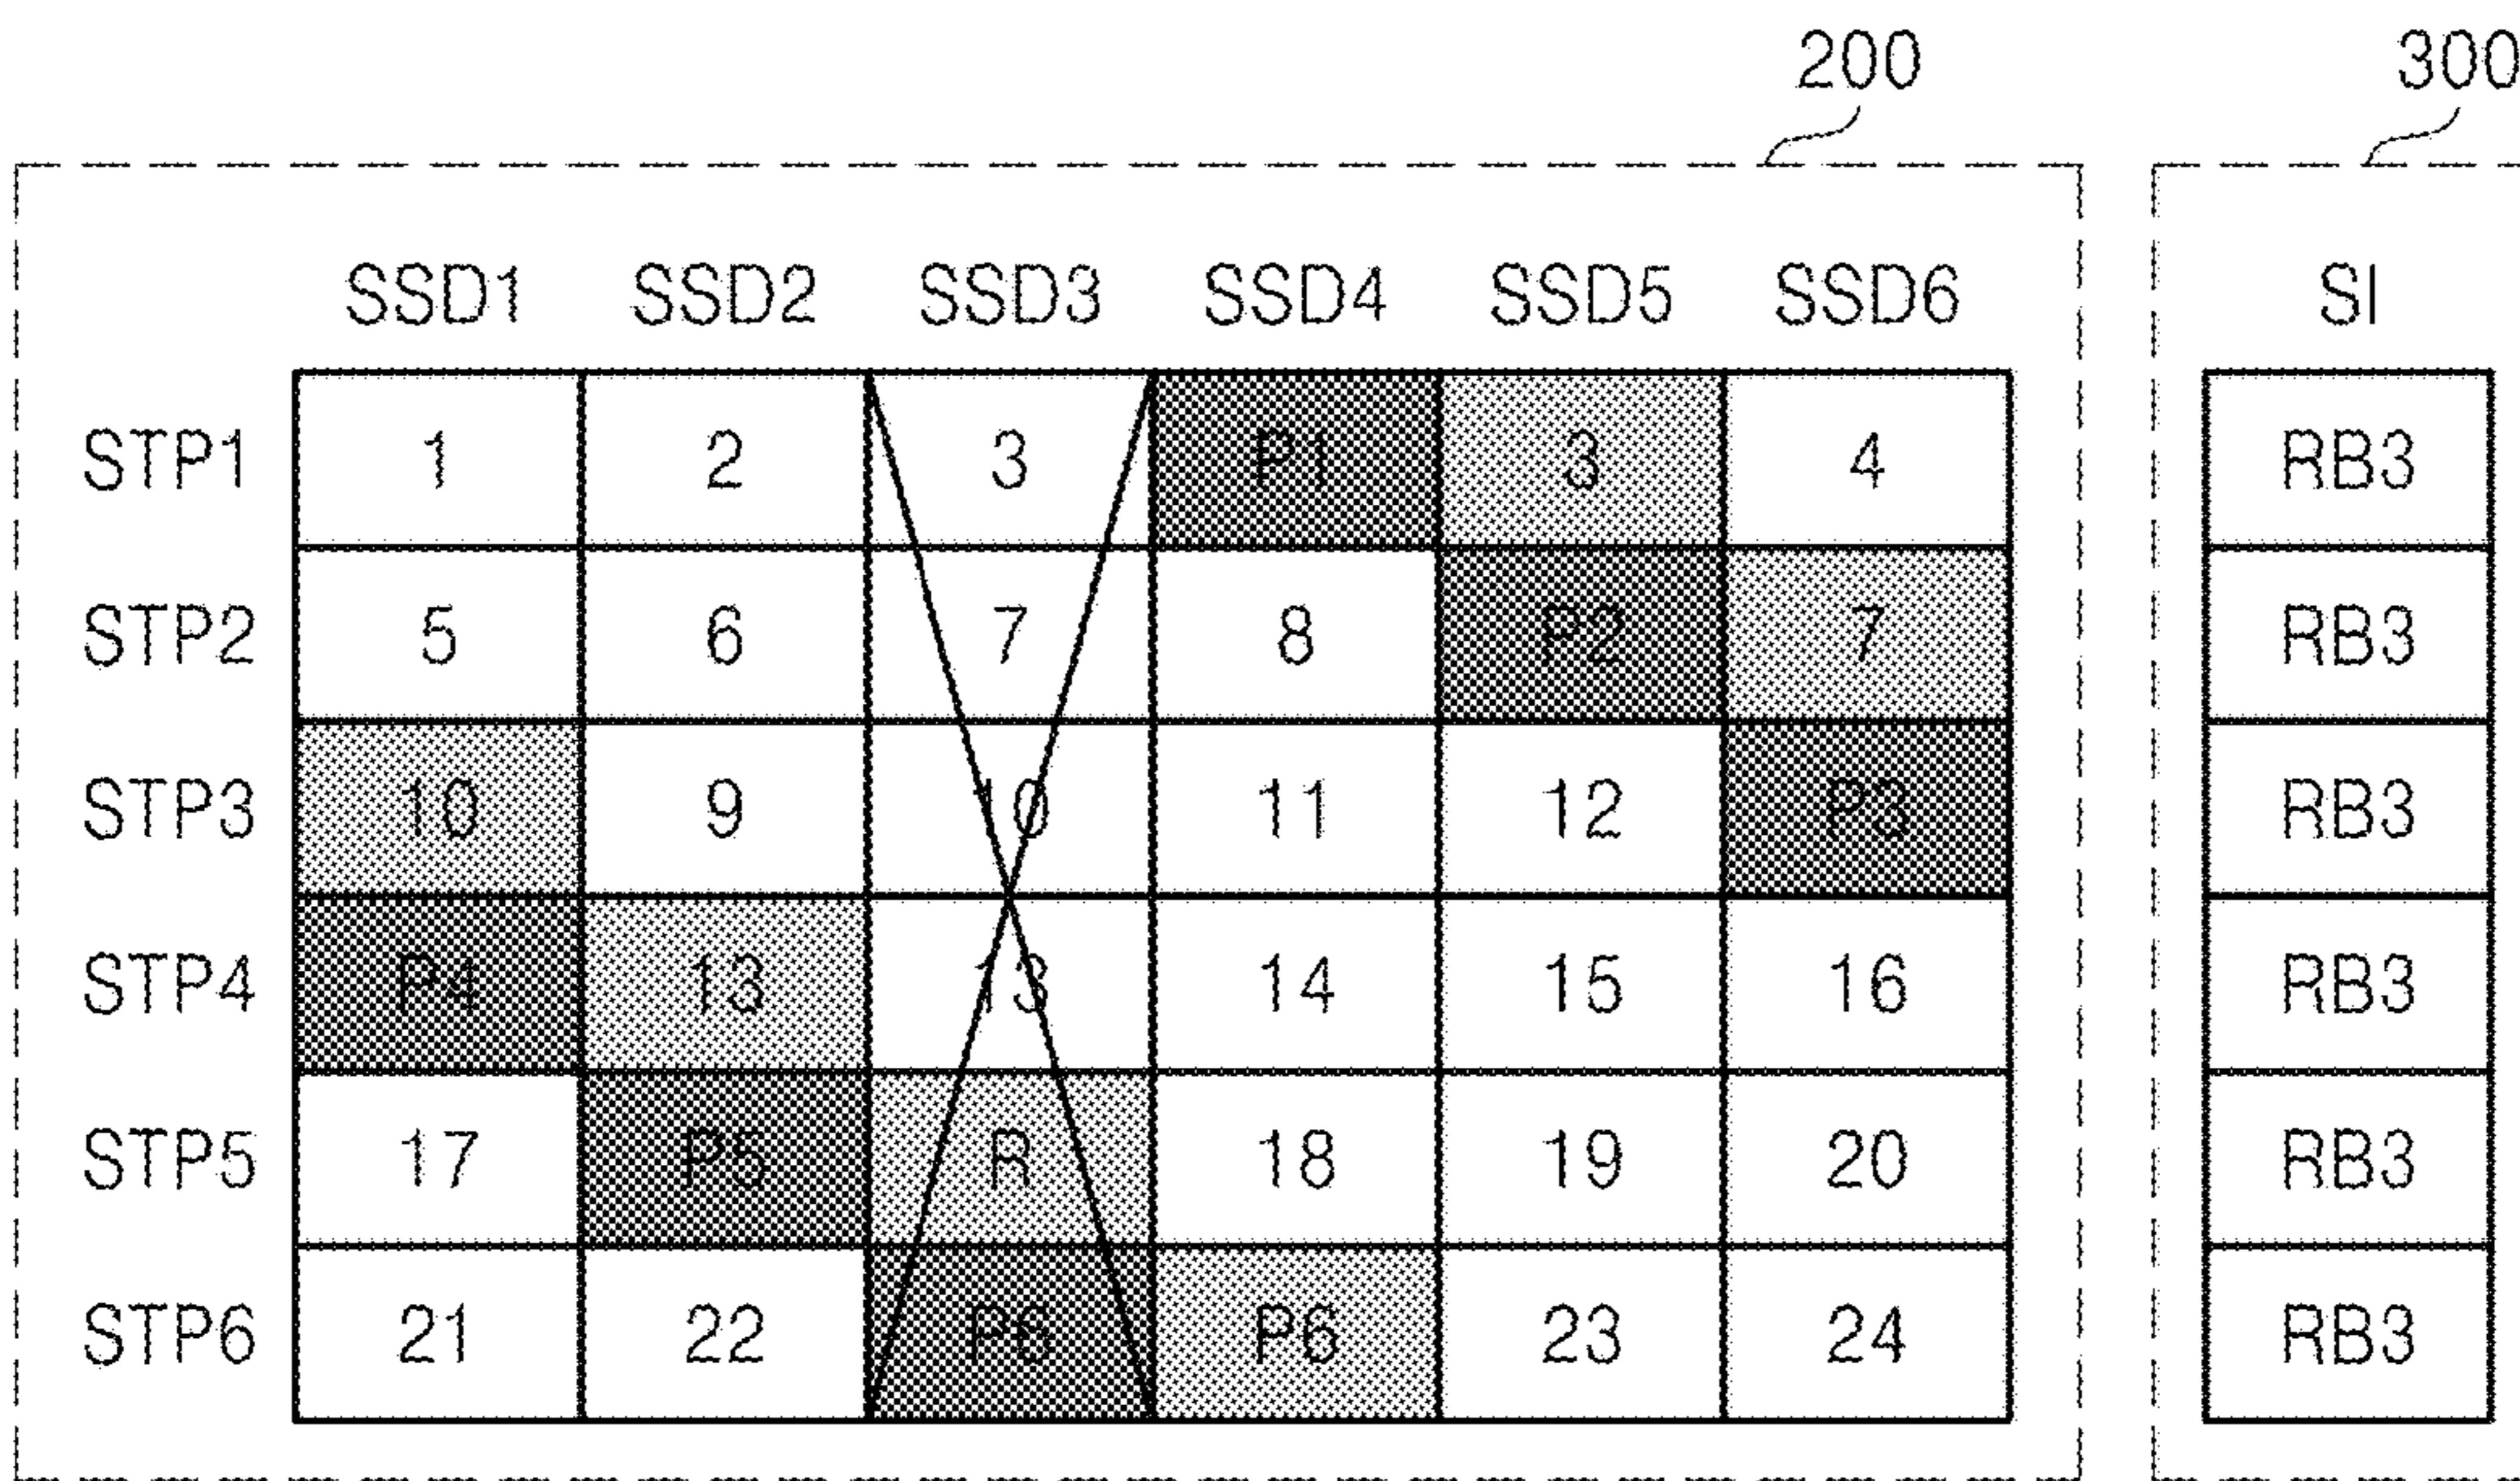 200 300
SSD1 SSD2 SSD3 SSD4 SSD5 SSD6 SI
STP1 1 2 3 P1 3 4 RB3
STP2 5 6 7 8 P2 7 RB3
STP3 10 9 10 11 12 P3 RB3
STP4 P4 13 13 14 15 16 RB3
STP5 17 P5 R 18 19 20 RB3
STP6 21 22 P6 P6 23 24 RB3